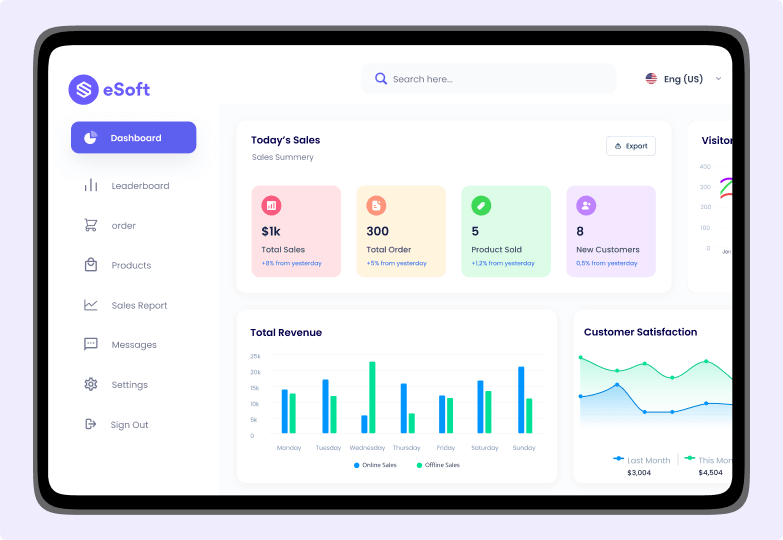 eSoft
Search here...
Eng (US)
Dashboard
Leaderboard
order
Products
Sales Report
Messages
Settings
Sign Out
Today's Sales
Sales Summery
Export
$1k
Total Sales
+8% from yesterday
300
Total Order
+5% from yesterday
5
Product Sold
+1,2% from yesterday
8
New Customers
0,5% from yesterday
Visitor
400
300
200
100
0
Jan
Total Revenue
25k
20k
15k
10k
5k
0
Monday Tuesday Wednesday Thursday Friday Saturday Sunday
Online Sales Offline Sales
Customer Satisfaction
Last Month
$3,004
This Mon
$4,504